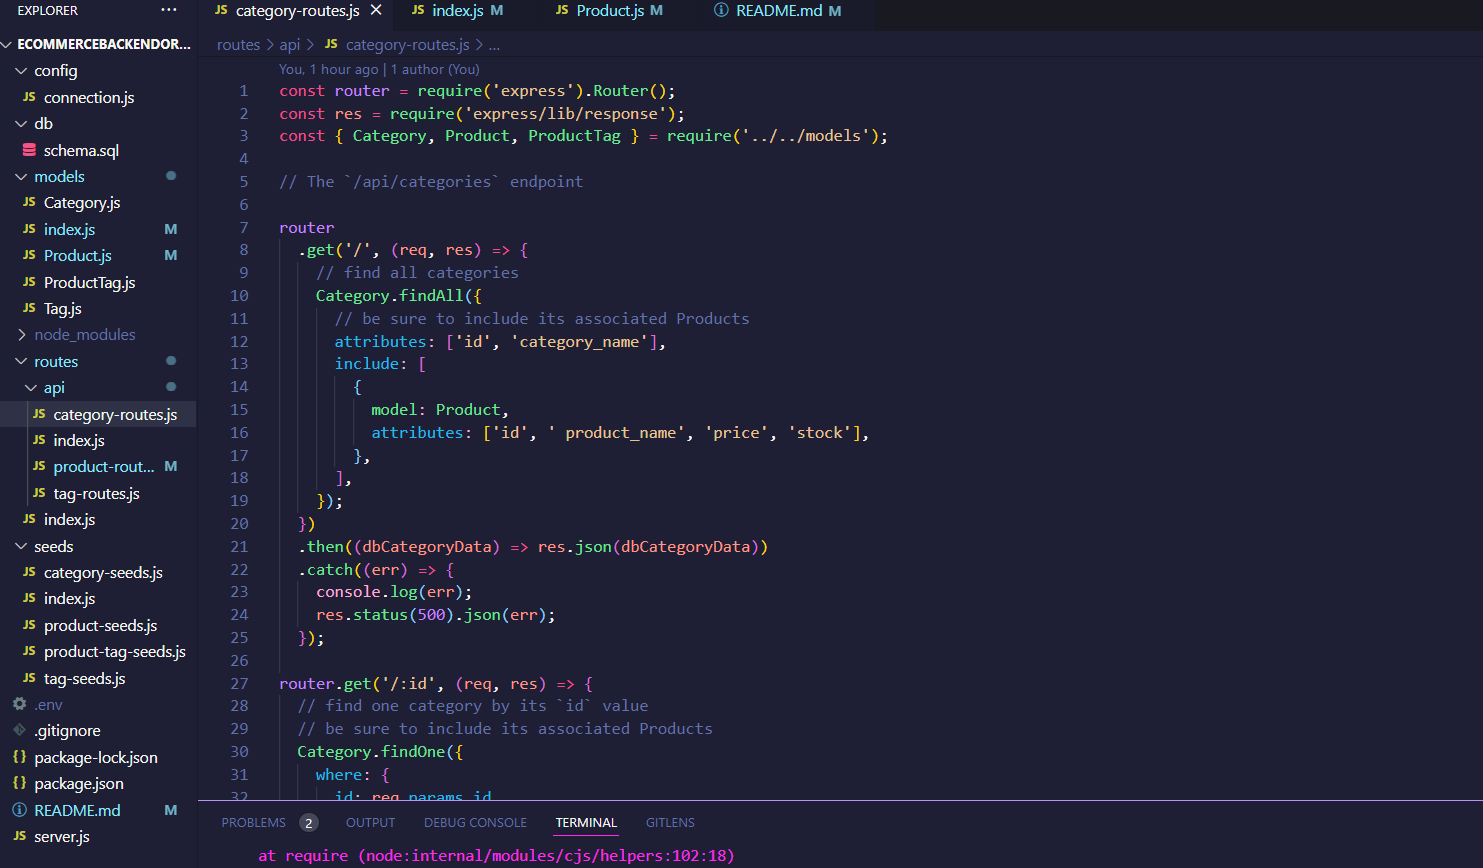 EXPLORER ···
JS category-routes.js × JS index.js M JS Product.js M README.md M
ECOMMERCEBACKENDOR...
config
JS connection.js
db
schema.sql
models
JS Category.js
JS index.js M
JS Product.js M
JS ProductTag.js
JS Tag.js
node_modules
routes
api
JS category-routes.js
JS index.js
JS product-rout... M
JS tag-routes.js
JS index.js
seeds
JS category-seeds.js
JS index.js
JS product-seeds.js
JS product-tag-seeds.js
JS tag-seeds.js
.env
.gitignore
{} package-lock.json
{} package.json
README.md M
JS server.js
routes > api > JS category-routes.js > ...
You, 1 hour ago | 1 author (You)
1 const router = require('express').Router();
2 const res = require('express/lib/response');
3 const { Category, Product, ProductTag } = require('../../models');
4
5 // The `/api/categories` endpoint
6
7 router
8 .get('/', (req, res) => {
9 // find all categories
10 Category.findAll({
11 // be sure to include its associated Products
12 attributes: ['id', 'category_name'],
13 include: [
14 {
15 model: Product,
16 attributes: ['id', ' product_name', 'price', 'stock'],
17 },
18 ],
19 });
20 })
21 .then((dbCategoryData) => res.json(dbCategoryData))
22 .catch((err) => {
23 console.log(err);
24 res.status(500).json(err);
25 });
26
27 router.get('/:id', (req, res) => {
28 // find one category by its `id` value
29 // be sure to include its associated Products
30 Category.findOne({
31 where: {
32 id: req.params.id
PROBLEMS 2 OUTPUT DEBUG CONSOLE TERMINAL GITLENS
at require (node:internal/modules/cjs/helpers:102:18)